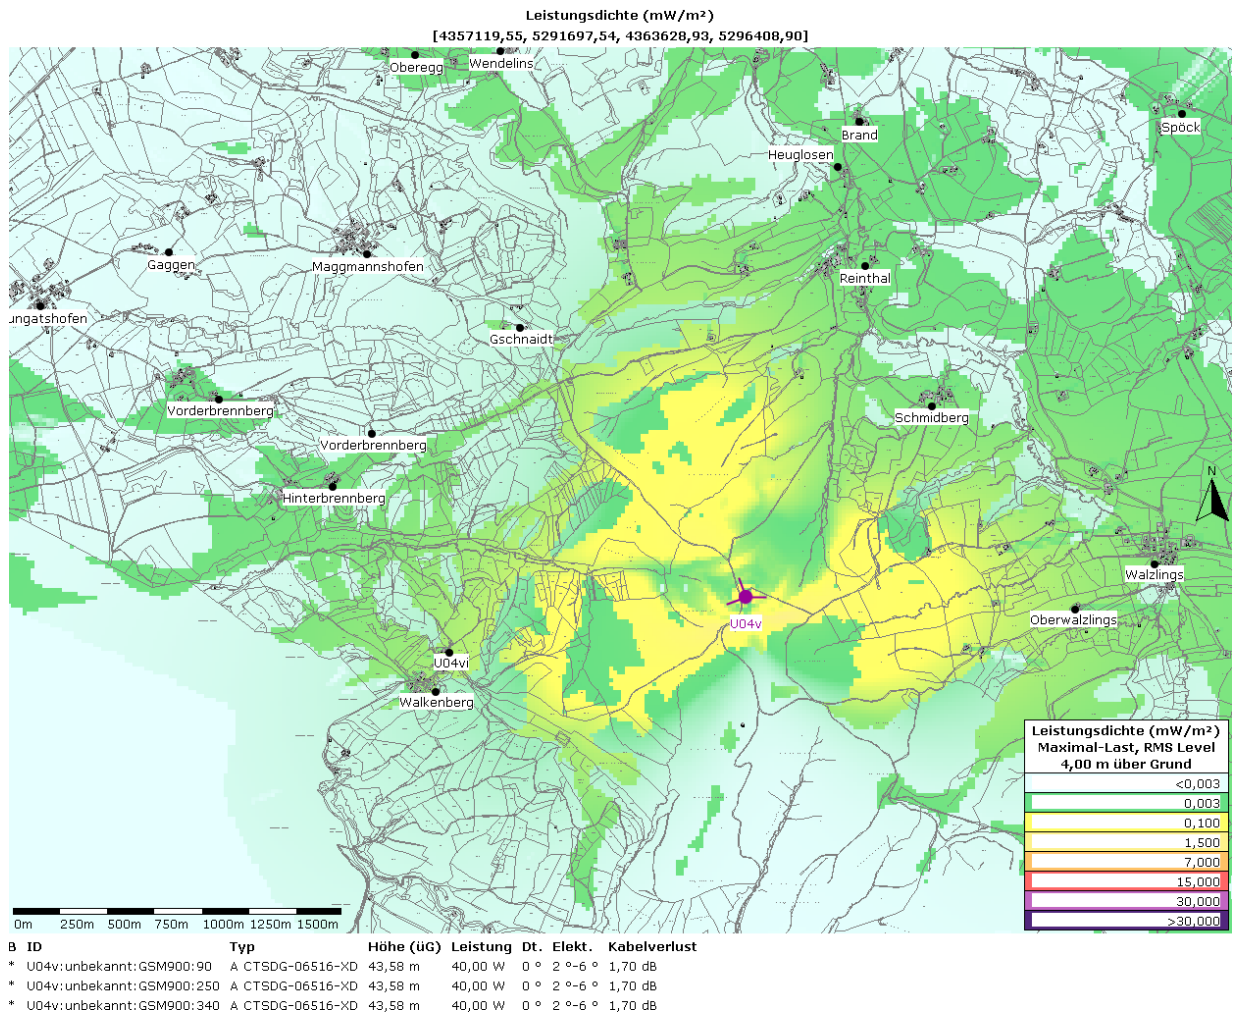 Leistungsdichte (mW/m²)
[4357119,55, 5291697,54, 4363628,93, 5296408,90]
Oberegg
Wendelins
Spöck
Brand
Heuglosen
Gaggen
Maggmannshofen
Reinthal
ungatshofen
Gschnaidt
Vorderbrennberg
Schmidberg
Vorderbrennberg
Hinterbrennberg
N
Walzlings
U04v
Oberwalzlings
U04vi
Walkenberg
Leistungsdichte (mW/m²)
Maximal-Last, RMS Level
4,00 m über Grund
<0,003
0,003
0,100
1,500
7,000
15,000
30,000
>30,000
0m 250m 500m 750m 1000m 1250m 1500m
B ID Typ Höhe (üG) Leistung Dt. Elekt. Kabelverlust
* U04v:unbekannt:GSM900:90 A CTSDG-06516-XD 43,58 m 40,00 W 0 º 2 º-6 º 1,70 dB
* U04v:unbekannt:GSM900:250 A CTSDG-06516-XD 43,58 m 40,00 W 0 º 2 º-6 º 1,70 dB
* U04v:unbekannt:GSM900:340 A CTSDG-06516-XD 43,58 m 40,00 W 0 º 2 º-6 º 1,70 dB